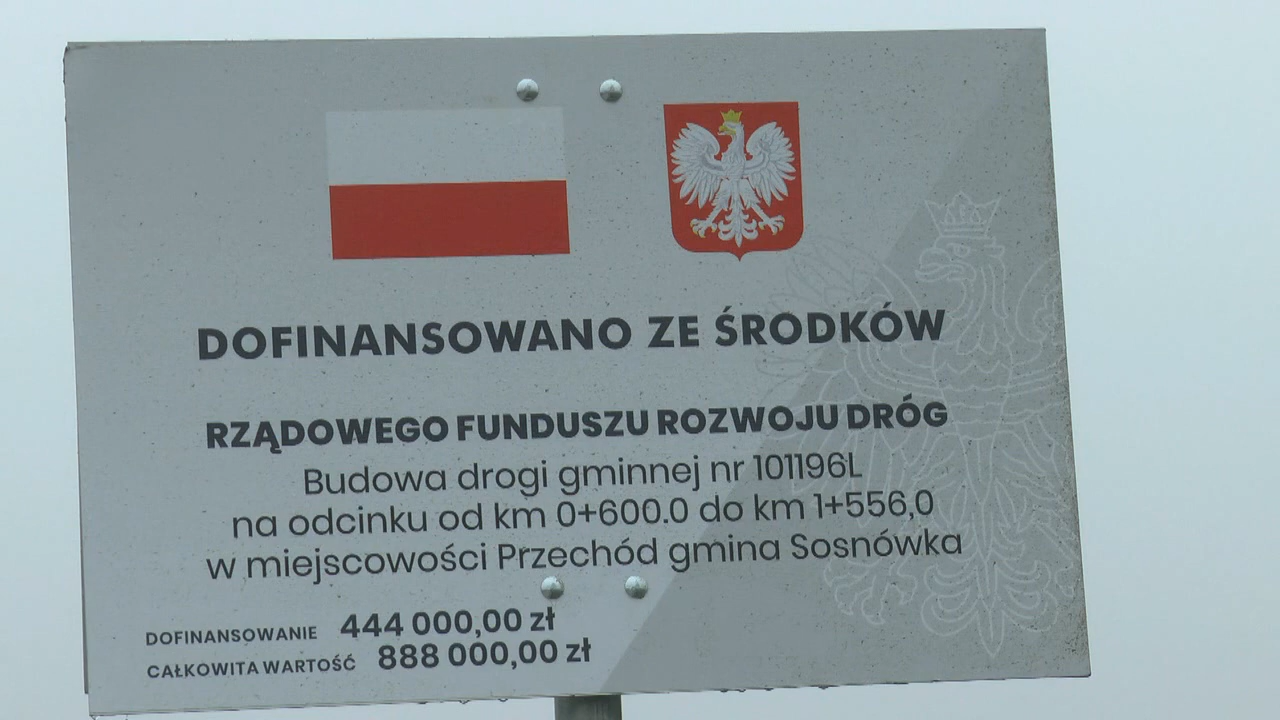 DOFINANSOWANO ZE ŚRODKÓW
RZĄDOWEGO FUNDUSZU ROZWOJU DRÓG
Budowa drogi gminnej nr 101196L
na odcinku od km 0+600.0 do km 1+556,0
w miejscowości Przechód gmina Sosnówka
DOFINANSOWANIE 444 000,00 zł
CAŁKOWITA WARTOŚĆ 888 000,00 zł